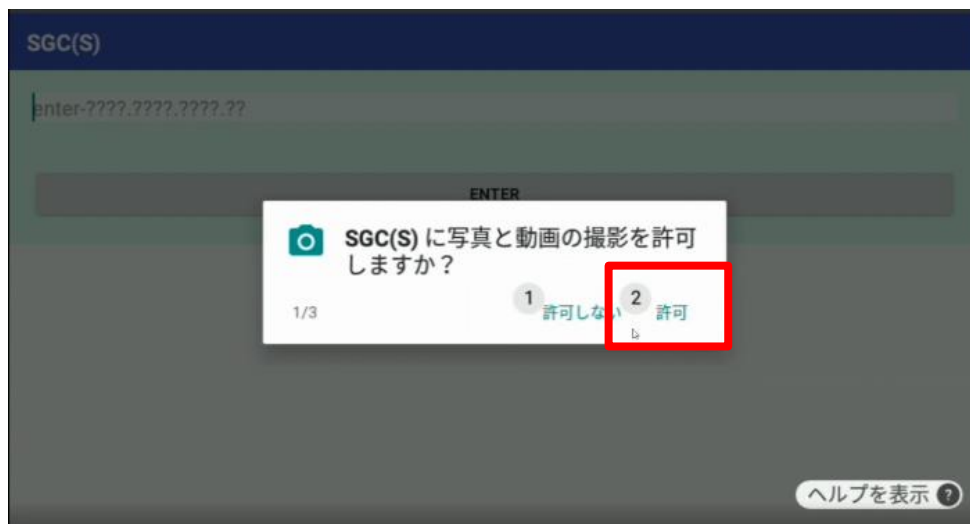 SGC(S)
enter-????.????.????.??
ENTER
SGC(S) に写真と動画の撮影を許可
しますか？
1/3
1 許可しない 2 許可
ヘルプを表示 ?